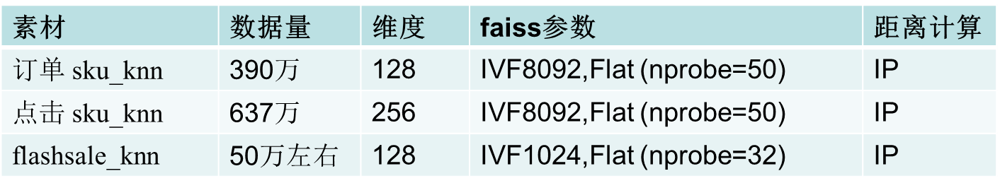 素材 数据量 维度 faiss参数 距离计算
订单 sku_knn 390万 128 IVF8092,Flat (nprobe=50) IP
点击 sku_knn 637万 256 IVF8092,Flat (nprobe=50) IP
flashsale_knn 50万左右 128 IVF1024,Flat (nprobe=32) IP